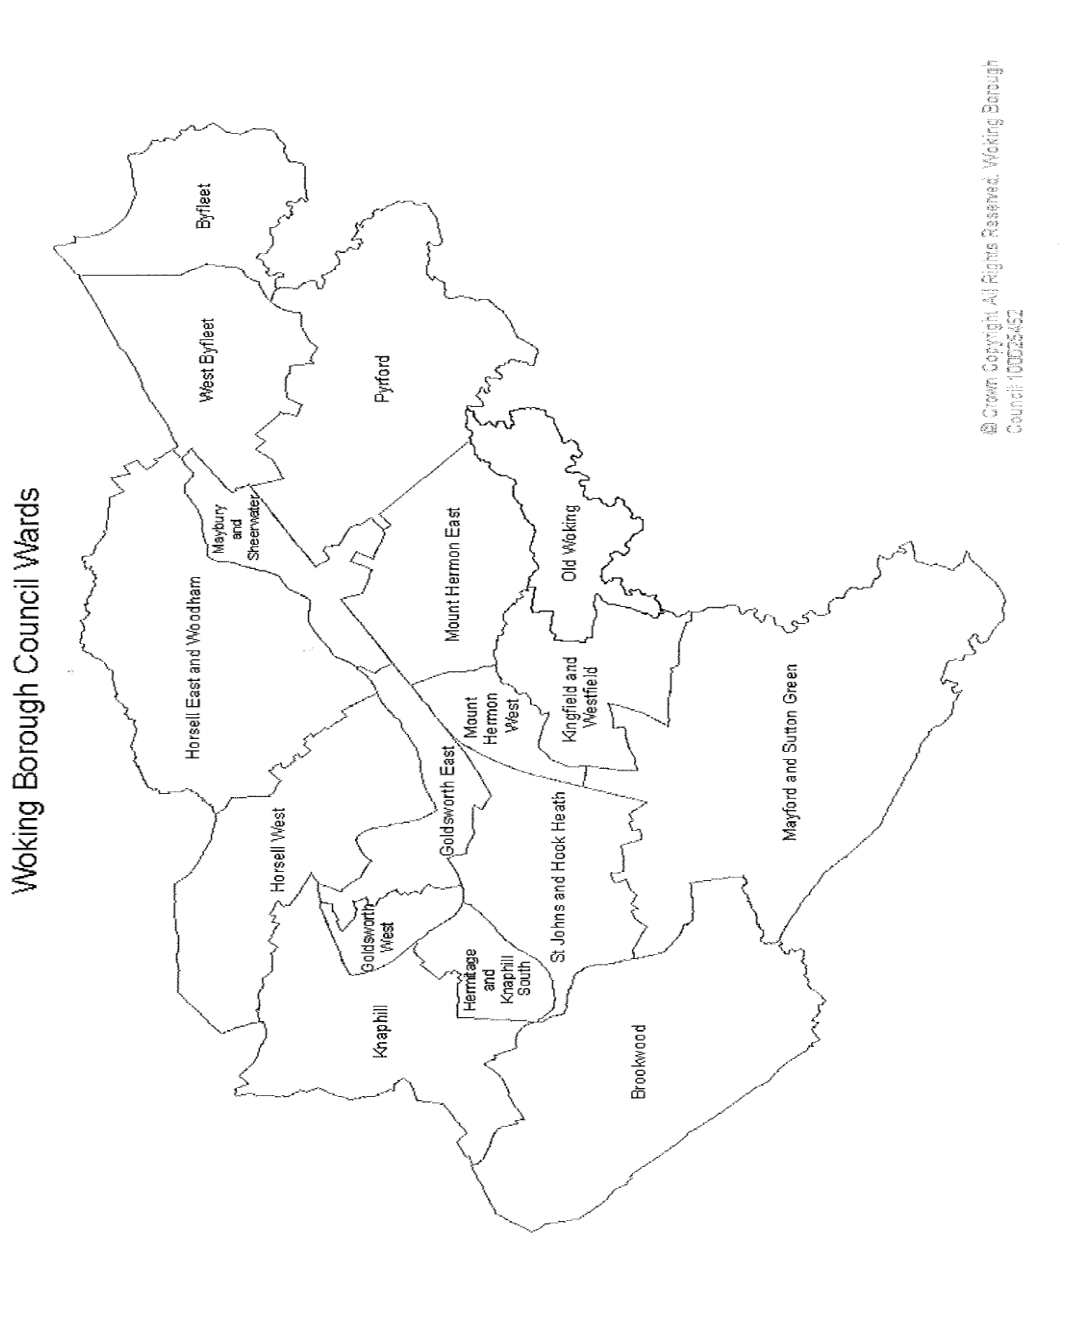 Woking Borough Council Wards
Byfleet
West Byfleet
Pyrford
Maybury
and
Sheerwater
Horsell East and Woodham
Mount Hermon East
Old Woking
Horsell West
Goldsworth East
Mount
Hermon
West
Kingfield and
Westfield
Mayford and Sutton Green
St Johns and Hook Heath
Goldsworth
West
Hermitage
and
Knaphill
South
Knaphill
Brookwood
© Crown Copyright. All Rights Reserved. Woking Borough
Council 100025452